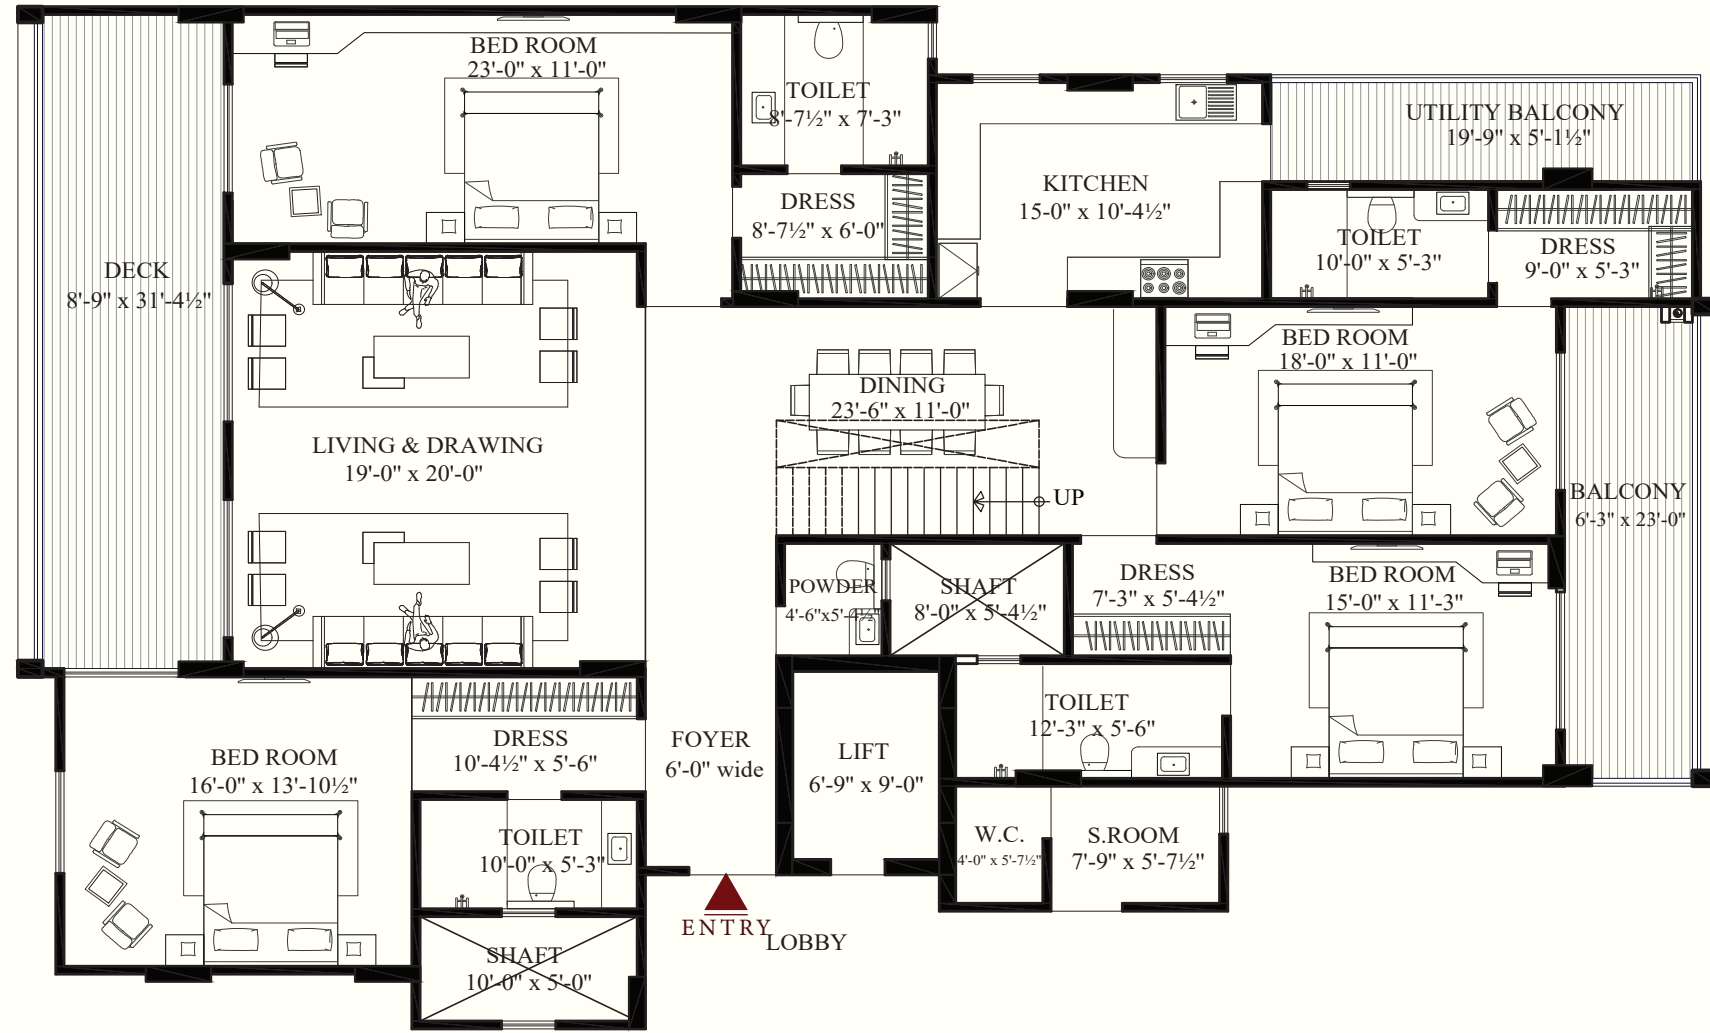 BED ROOM
23'-0" x 11'-0"
TOILET
8'-7½" x 7'-3"
UTILITY BALCONY
19'-9" x 5'-1½"
KITCHEN
15-0" x 10'-4½"
DRESS
8'-7½" x 6'-0"
TOILET
10'-0" x 5'-3"
DRESS
9'-0" x 5'-3"
DECK
8'-9" x 31'-4½"
BED ROOM
18'-0" x 11'-0"
DINING
23'-6" x 11'-0"
LIVING & DRAWING
19'-0" x 20'-0"
UP
BALCONY
6'-3" x 23'-0"
POWDER
4'-6"x5'-4½"
SHAFT
8'-0" x 5'-4½"
DRESS
7'-3" x 5'-4½"
BED ROOM
15'-0" x 11'-3"
TOILET
12'-3" x 5'-6"
BED ROOM
16'-0" x 13'-10½"
DRESS
10'-4½" x 5'-6"
FOYER
6'-0" wide
LIFT
6'-9" x 9'-0"
TOILET
10'-0" x 5'-3"
W.C.
4'-0" x 5'-7½"
S.ROOM
7'-9" x 5'-7½"
ENTRY
LOBBY
SHAFT
10'-0" x 5'-0"